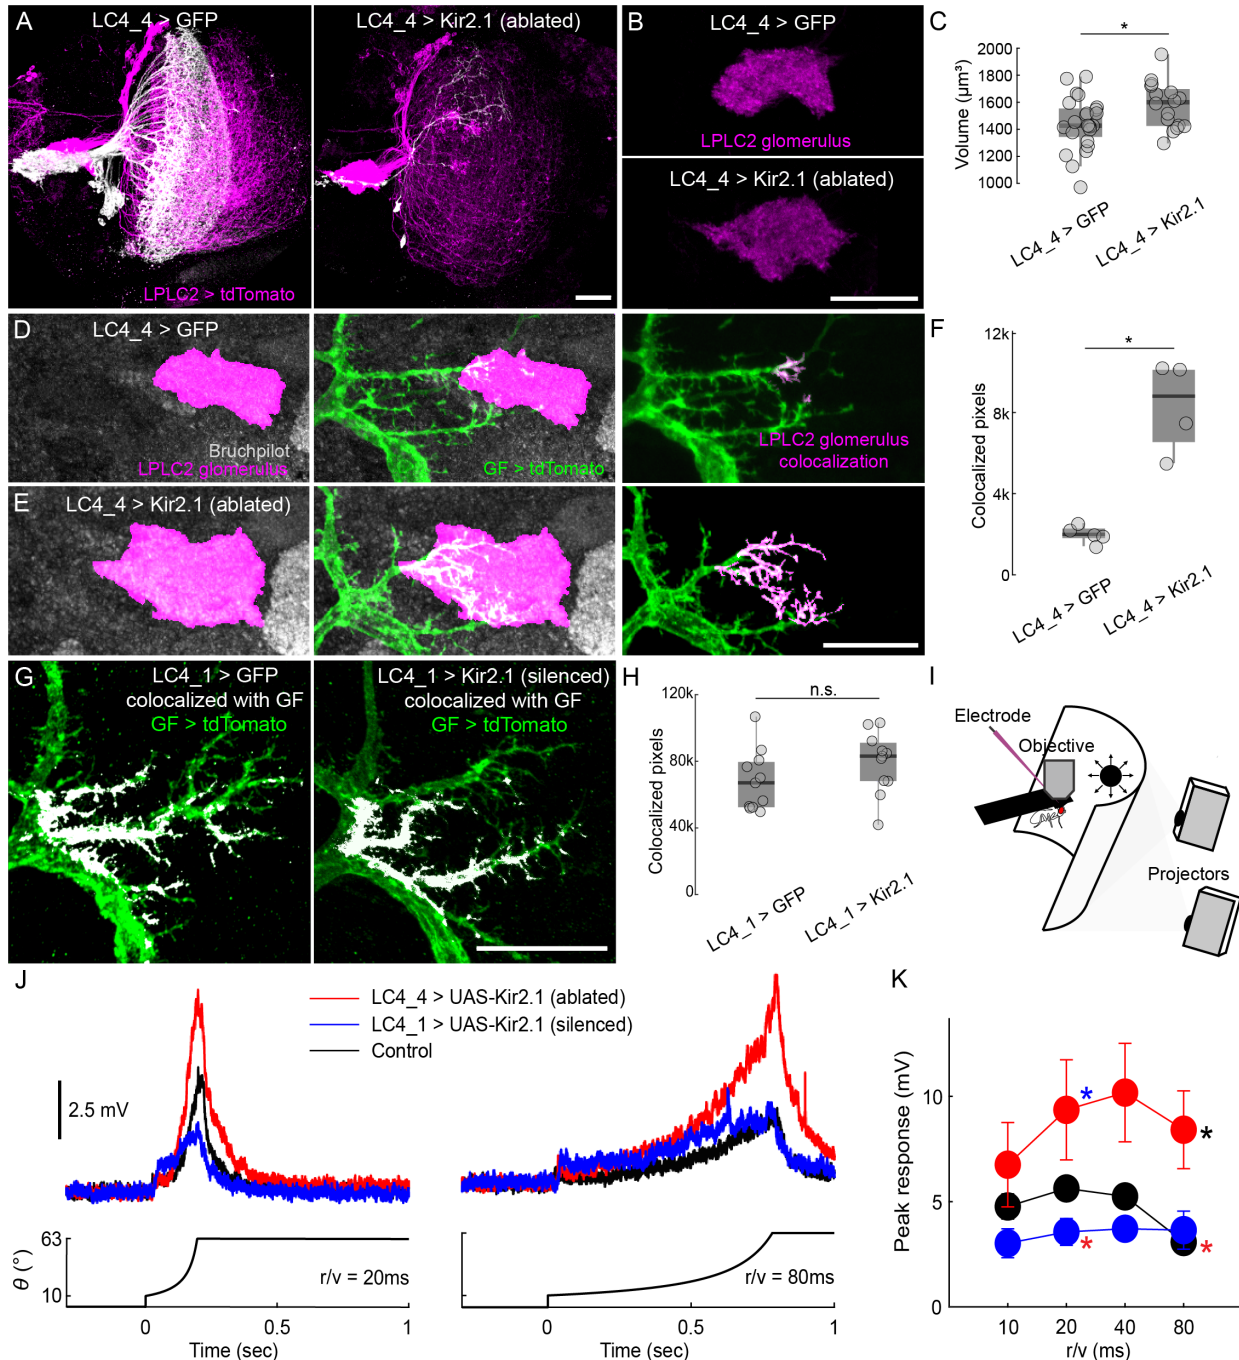 A
LC4_4 > GFP
LC4_4 > Kir2.1 (ablated)
LPLC2 > tdTomato
B
LC4_4 > GFP
LPLC2 glomerulus
LC4_4 > Kir2.1 (ablated)
C
*
Volume (µm³)
2000
1800
1600
1400
1200
1000
LC4_4 > GFP
LC4_4 > Kir2.1
D
LC4_4 > GFP
Bruchpilot
LPLC2 glomerulus
GF > tdTomato
LPLC2 glomerulus
colocalization
E
LC4_4 > Kir2.1 (ablated)
F
*
Colocalized pixels
12k
8k
4k
0
LC4_4 > GFP
LC4_4 > Kir2.1
G
LC4_1 > GFP
colocalized with GF
GF > tdTomato
LC4_1 > Kir2.1 (silenced)
colocalized with GF
GF > tdTomato
H
n.s.
Colocalized pixels
120k
80k
40k
0
LC4_1 > GFP
LC4_1 > Kir2.1
I
Electrode
Objective
Projectors
J
LC4_4 > UAS-Kir2.1 (ablated)
LC4_1 > UAS-Kir2.1 (silenced)
Control
2.5 mV
θ (°)
63
10
r/v = 20ms
r/v = 80ms
0
1
0
1
Time (sec)
Time (sec)
K
Peak response (mV)
10
5
0
*
*
*
*
10
20
40
80
r/v (ms)